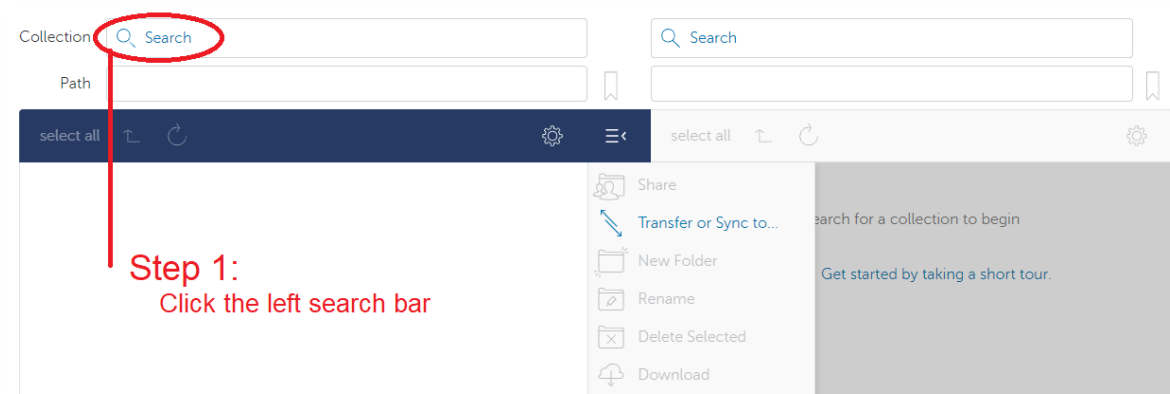 Collection Search Search
Path
select all select all
Share
Transfer or Sync to... earch for a collection to begin
New Folder
Get started by taking a short tour.
Step 1:
Rename
Click the left search bar
Delete Selected
Download